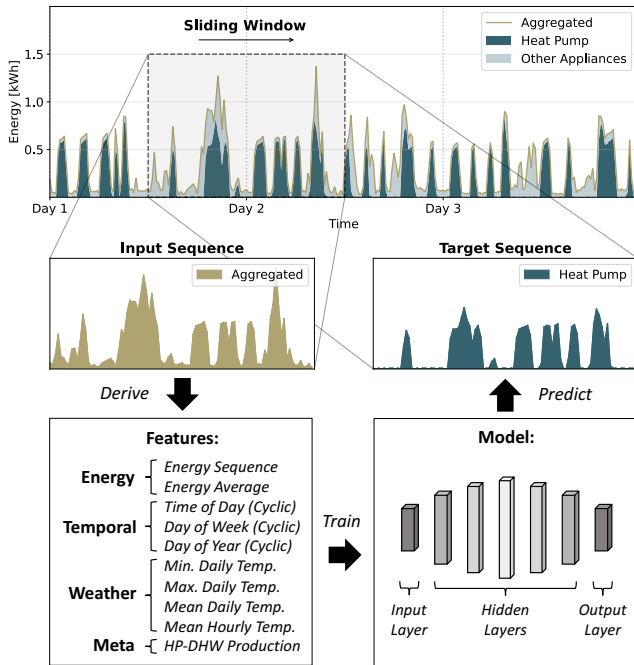 Sliding Window
Aggregated
Heat Pump
Other Appliances
Energy [kWh]
1.5
1.0
0.5
Day 1
Day 2
Day 3
Time
Input Sequence
Target Sequence
Aggregated
Heat Pump
Derive
Predict
Features:
Energy
Energy Sequence
Energy Average
Temporal
Time of Day (Cyclic)
Day of Week (Cyclic)
Day of Year (Cyclic)
Weather
Min. Daily Temp.
Max. Daily Temp.
Mean Daily Temp.
Mean Hourly Temp.
Meta
HP-DHW Production
Train
Model:
Input
Layer
Hidden
Layers
Output
Layer